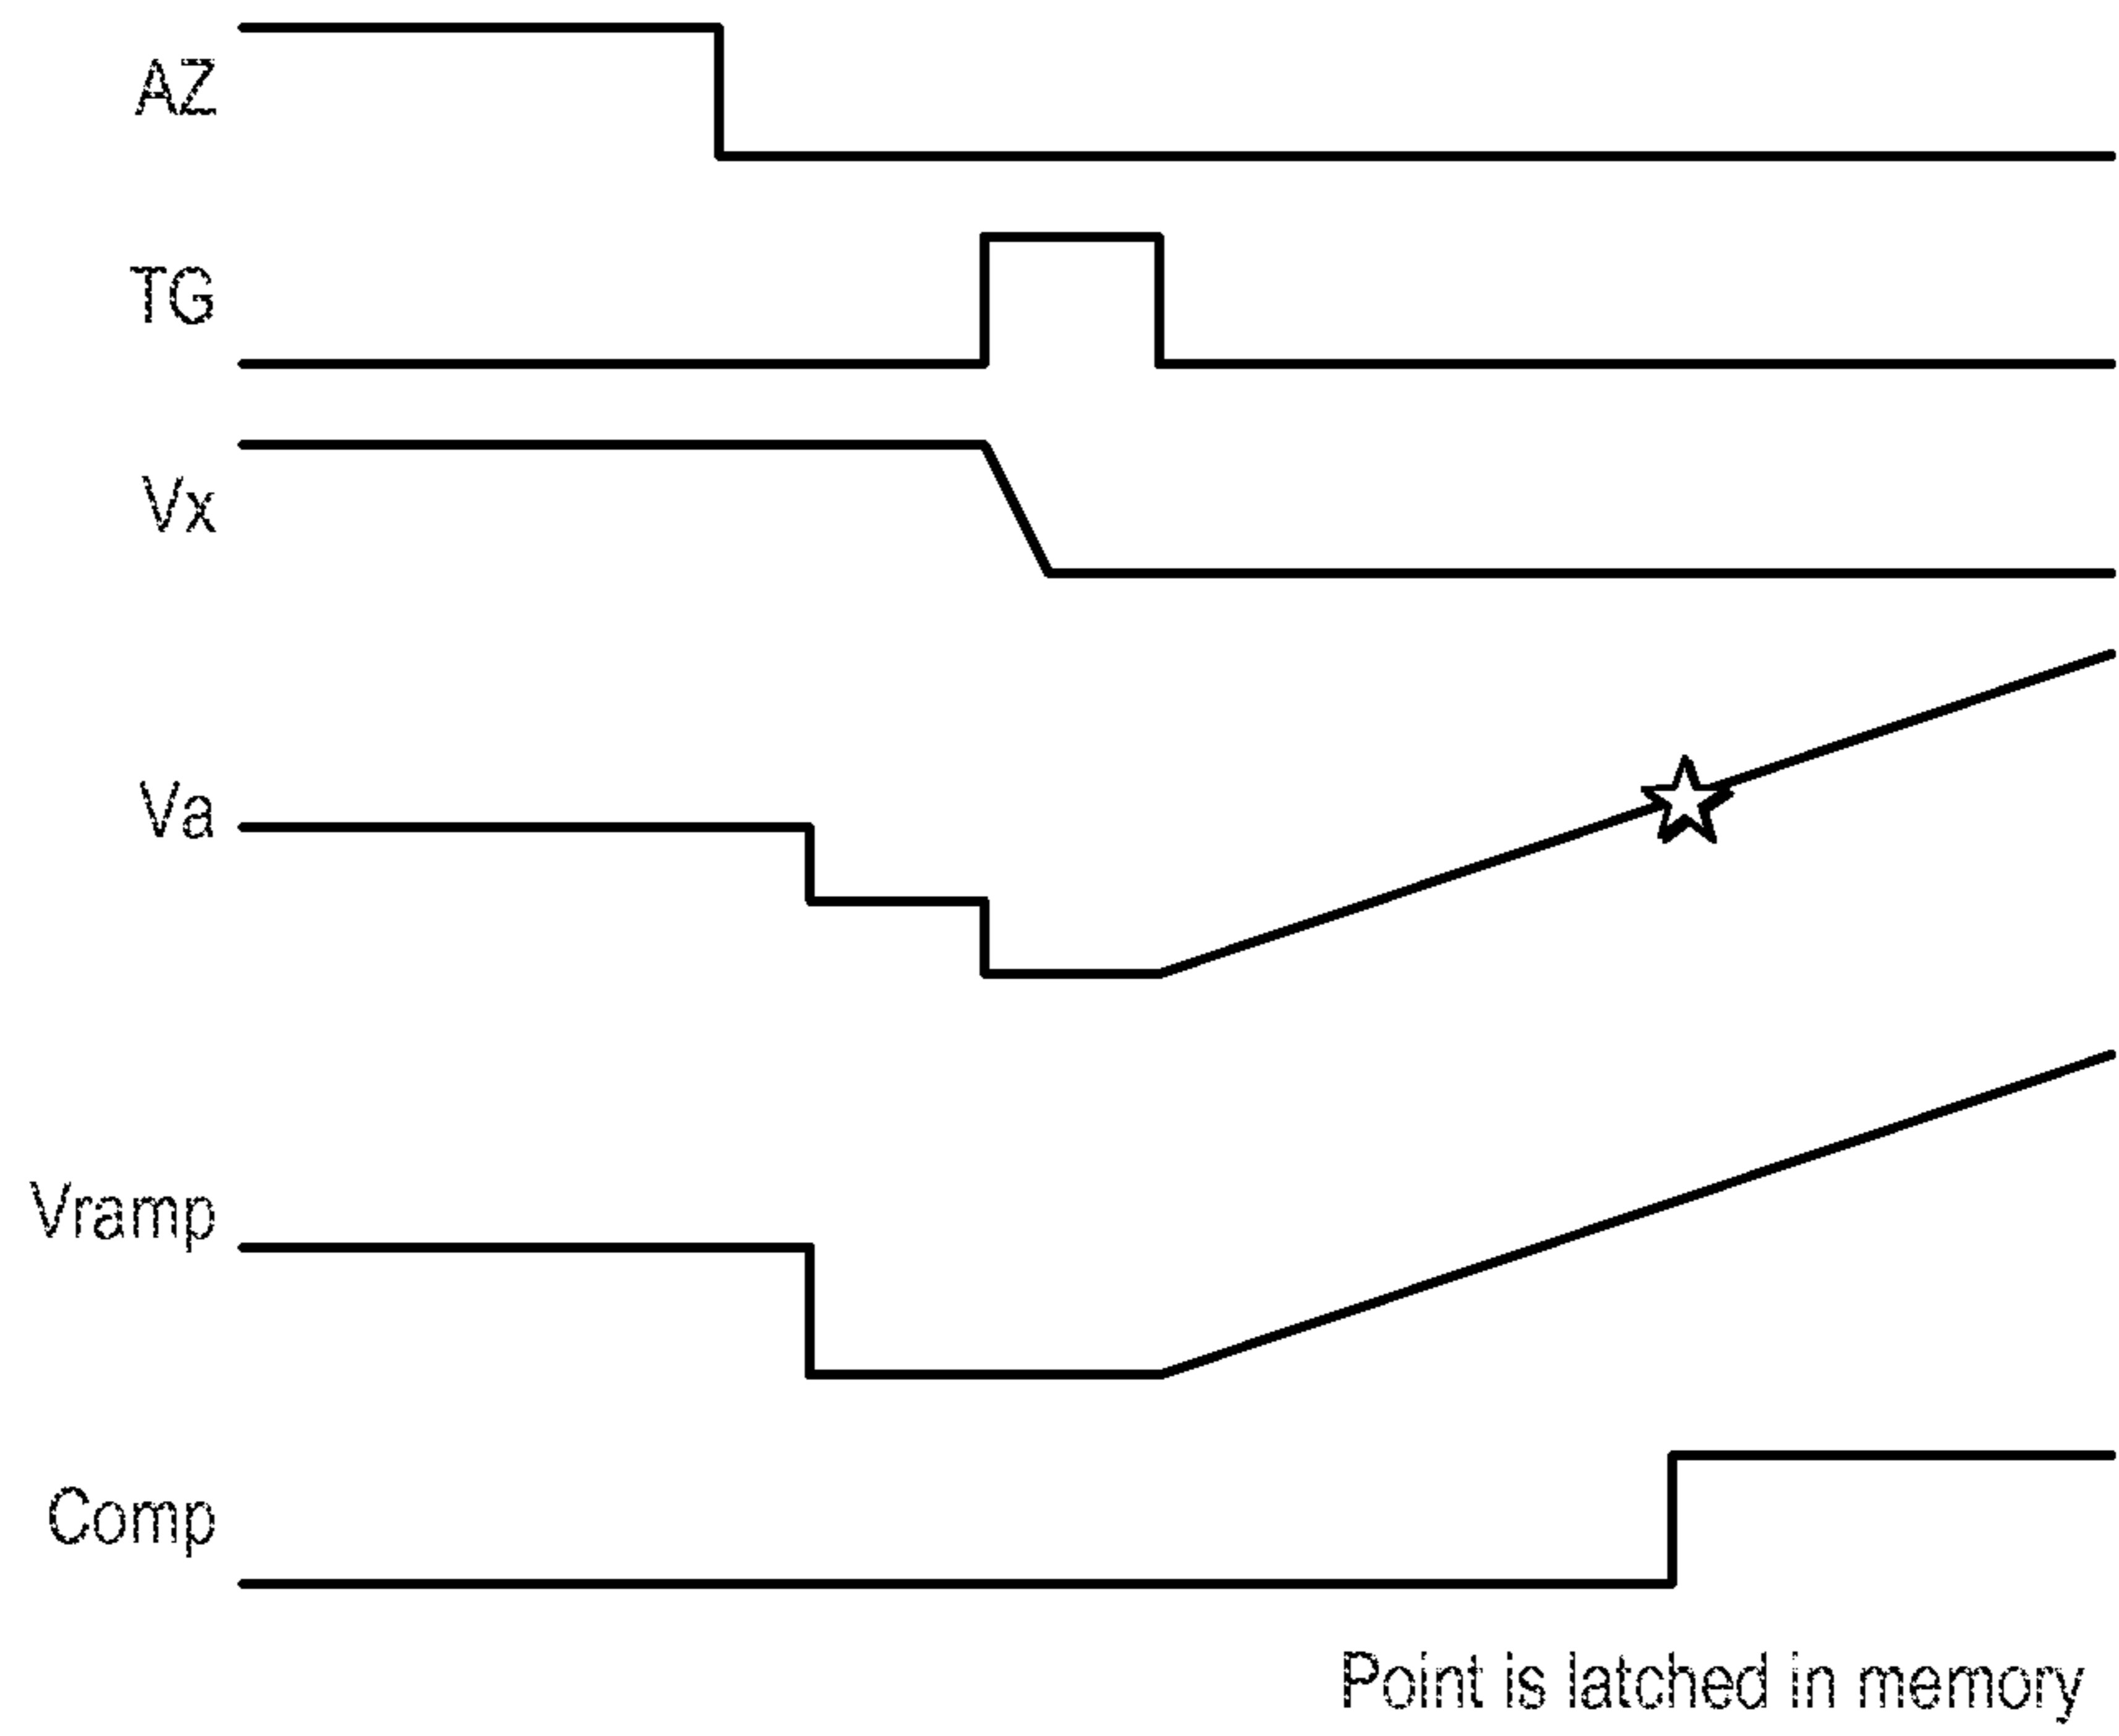 AZ
TG
Vx
Va
Vramp
Comp
Point is latched in memory